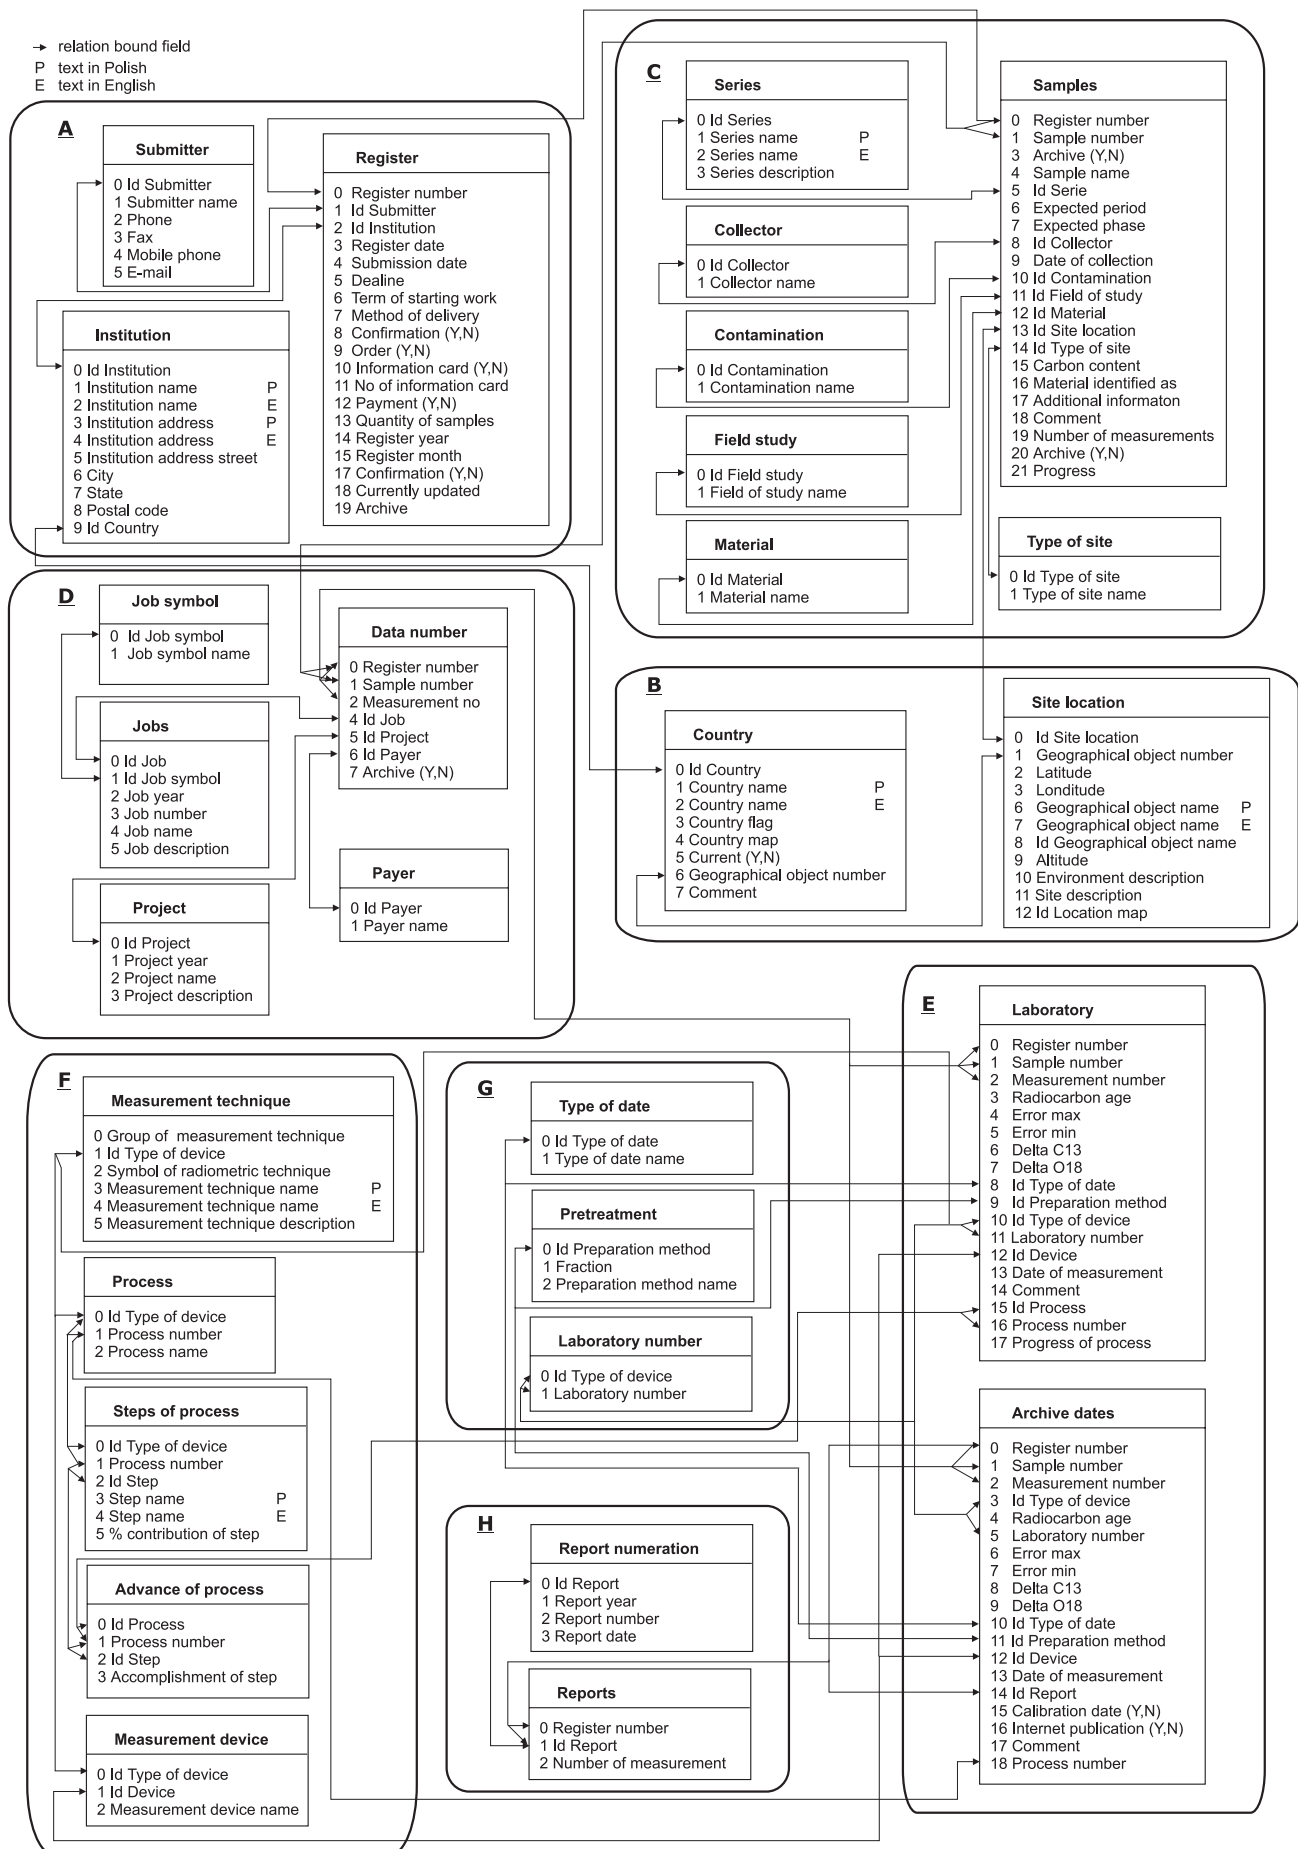 relation bound field
P text in Polish
E text in English
A
Submitter
0 Id Submitter
1 Submitter name
2 Phone
3 Fax
4 Mobile phone
5 E-mail
Register
0 Register number
1 Id Submitter
2 Id Institution
3 Register date
4 Submission date
5 Dealine
6 Term of starting work
7 Method of delivery
8 Confirmation (Y,N)
9 Order (Y,N)
10 Information card (Y,N)
11 No of information card
12 Payment (Y,N)
13 Quantity of samples
14 Register year
15 Register month
17 Confirmation (Y,N)
18 Currently updated
19 Archive
Institution
0 Id Institution
1 Institution name P
2 Institution name E
3 Institution address P
4 Institution address E
5 Institution address street
6 City
7 State
8 Postal code
9 Id Country
C
Series
0 Id Series
1 Series name P
2 Series name E
3 Series description
Collector
0 Id Collector
1 Collector name
Contamination
0 Id Contamination
1 Contamination name
Field study
0 Id Field study
1 Field of study name
Material
0 Id Material
1 Material name
Samples
0 Register number
1 Sample number
3 Archive (Y,N)
4 Sample name
5 Id Serie
6 Expected period
7 Expected phase
8 Id Collector
9 Date of collection
10 Id Contamination
11 Id Field of study
12 Id Material
13 Id Site location
14 Id Type of site
15 Carbon content
16 Material identified as
17 Additional informaton
18 Comment
19 Number of measurements
20 Archive (Y,N)
21 Progress
Type of site
0 Id Type of site
1 Type of site name
D
Job symbol
0 Id Job symbol
1 Job symbol name
Jobs
0 Id Job
1 Id Job symbol
2 Job year
3 Job number
4 Job name
5 Job description
Project
0 Id Project
1 Project year
2 Project name
3 Project description
Data number
0 Register number
1 Sample number
2 Measurement no
4 Id Job
5 Id Project
6 Id Payer
7 Archive (Y,N)
Payer
0 Id Payer
1 Payer name
B
Country
0 Id Country
1 Country name P
2 Country name E
3 Country flag
4 Country map
5 Current (Y,N)
6 Geographical object number
7 Comment
Site location
0 Id Site location
1 Geographical object number
2 Latitude
3 Londitude
6 Geographical object name P
7 Geographical object name E
8 Id Geographical object name
9 Altitude
10 Environment description
11 Site description
12 Id Location map
E
Laboratory
0 Register number
1 Sample number
2 Measurement number
3 Radiocarbon age
4 Error max
5 Error min
6 Delta C13
7 Delta O18
8 Id Type of date
9 Id Preparation method
10 Id Type of device
11 Laboratory number
12 Id Device
13 Date of measurement
14 Comment
15 Id Process
16 Process number
17 Progress of process
Archive dates
0 Register number
1 Sample number
2 Measurement number
3 Id Type of device
4 Radiocarbon age
5 Laboratory number
6 Error max
7 Error min
8 Delta C13
9 Delta O18
10 Id Type of date
11 Id Preparation method
12 Id Device
13 Date of measurement
14 Id Report
15 Calibration date (Y,N)
16 Internet publication (Y,N)
17 Comment
18 Process number
F
Measurement technique
0 Group of measurement technique
1 Id Type of device
2 Symbol of radiometric technique
3 Measurement technique name P
4 Measurement technique name E
5 Measurement technique description
Process
0 Id Type of device
1 Process number
2 Process name
Steps of process
0 Id Type of device
1 Process number
2 Id Step
3 Step name P
4 Step name E
5 % contribution of step
Advance of process
0 Id Process
1 Process number
2 Id Step
3 Accomplishment of step
Measurement device
0 Id Type of device
1 Id Device
2 Measurement device name
G
Type of date
0 Id Type of date
1 Type of date name
Pretreatment
0 Id Preparation method
1 Fraction
2 Preparation method name
Laboratory number
0 Id Type of device
1 Laboratory number
H
Report numeration
0 Id Report
1 Report year
2 Report number
3 Report date
Reports
0 Register number
1 Id Report
2 Number of measurement